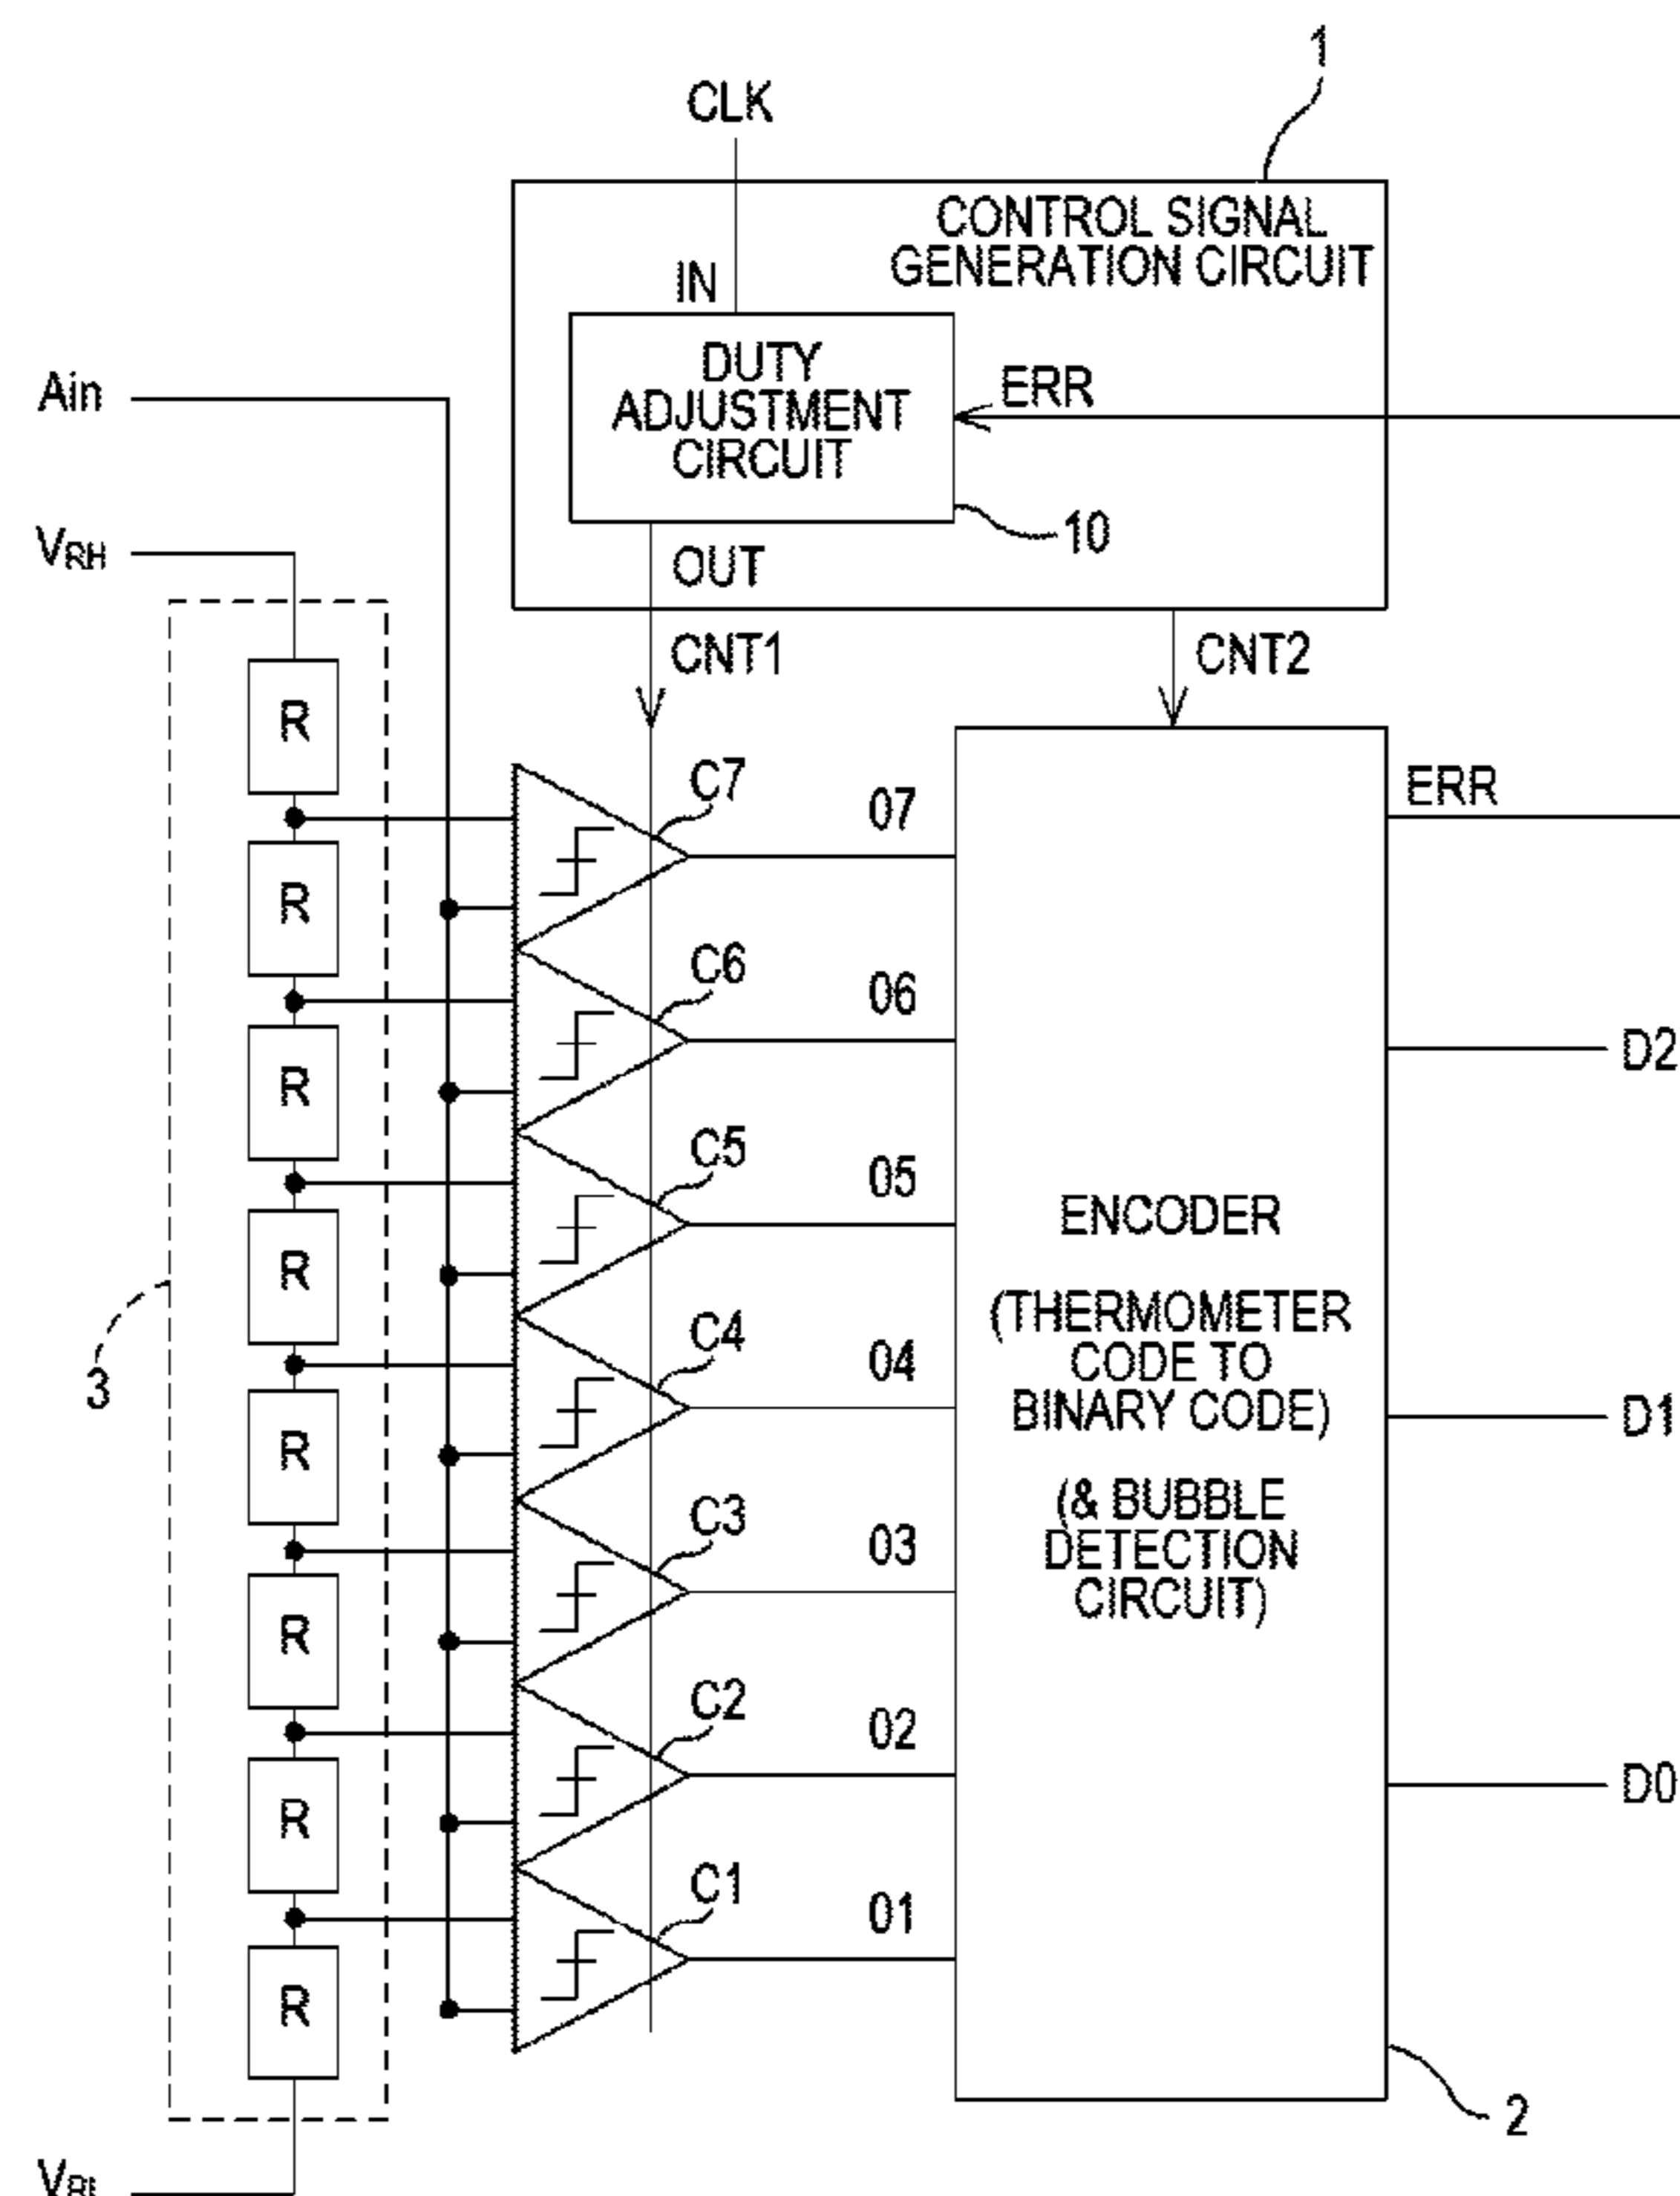 1
CLK
CONTROL SIGNAL
GENERATION CIRCUIT
IN
DUTY
ADJUSTMENT
CIRCUIT
ERR
Ain
10
VRH
OUT
CNT1
CNT2
R
C7
07
ERR
R
C6
06
R
D2
C5
05
ENCODER
R
(THERMOMETER
CODE TO
BINARY CODE)
C4
04
3
D1
R
(& BUBBLE
DETECTION
CIRCUIT)
C3
03
R
C2
02
D0
R
C1
01
R
2